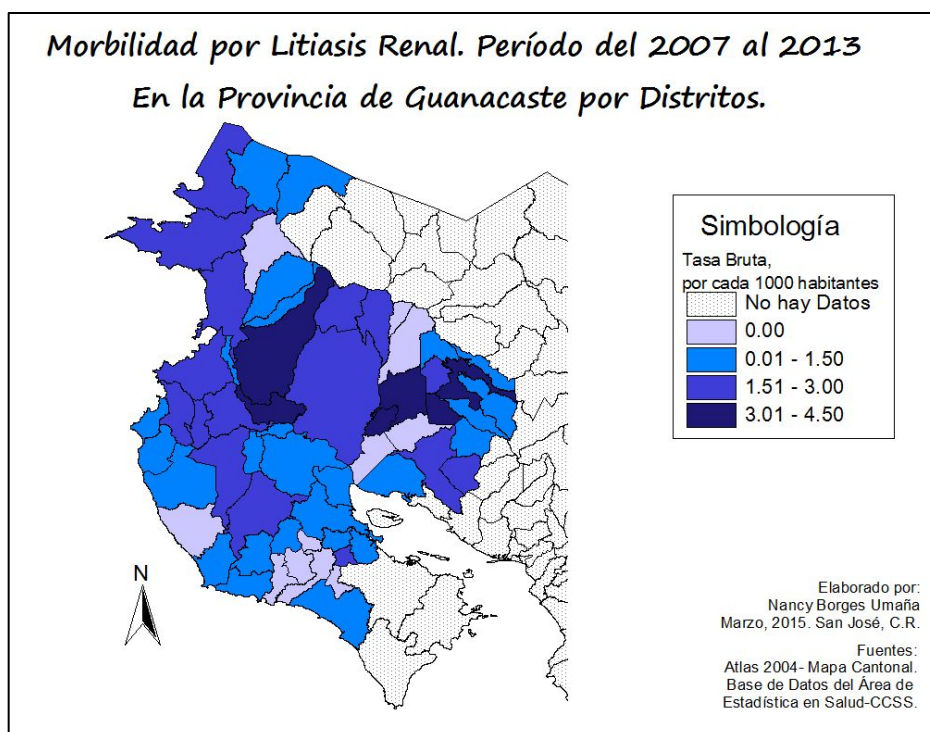 Morbilidad por Litiasis Renal. Período del 2007 al 2013
En la Provincia de Guanacaste por Distritos.
Simbología
Tasa Bruta,
por cada 1000 habitantes
No hay Datos
0.00
0.01 - 1.50
1.51 - 3.00
3.01 - 4.50
N
Elaborado por:
Nancy Borges Umaña
Marzo, 2015. San José, C.R.
Fuentes:
Atlas 2004- Mapa Cantonal.
Base de Datos del Área de
Estadística en Salud-CCSS.